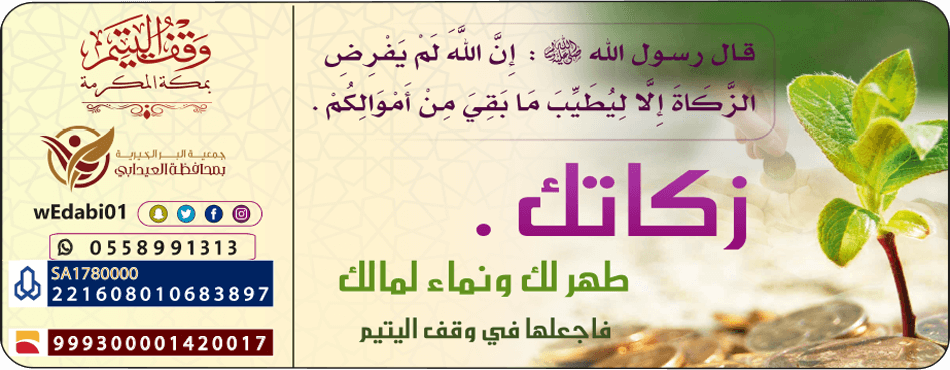 قال رسول الله ﷺ : إِنَّ اللَّهَ لَمْ يَفْرِضِ
الزَّكَاةَ إِلَّا لِيُطَيِّبَ مَا بَقِيَ مِنْ أَمْوَالِكُمْ .
زكاتك .
طهر لك ونماء لمالك
فاجعلها في وقف اليتيم
وقف اليتيم
بمكة المكرمة
جمعية البر الخيرية
بمحافظة العيدابي
wEdabi01
0558991313
SA1780000
221608010683897
999300001420017